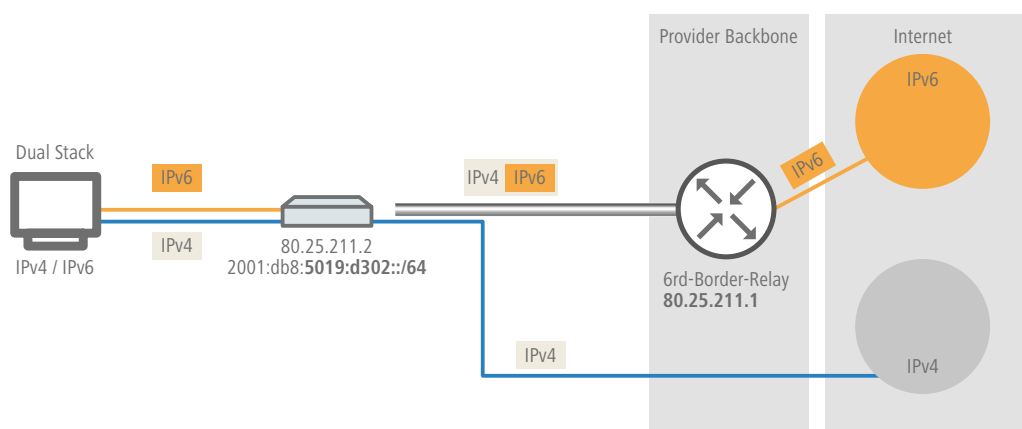 Provider Backbone
Internet
IPv6
Dual Stack
IPv6
IPv4 IPv6
IPv6
IPv4
IPv4 / IPv6
80.25.211.2
2001:db8:5019:d302::/64
6rd-Border-Relay
80.25.211.1
IPv4
IPv4